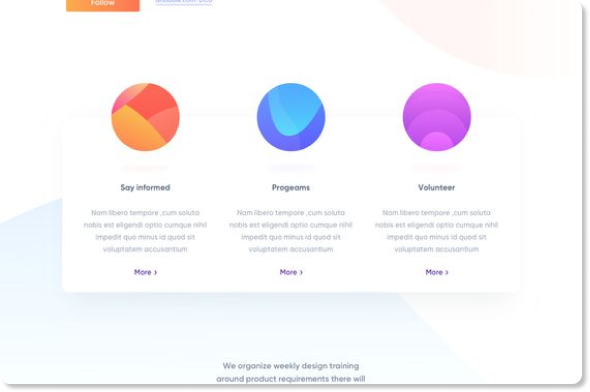 Follow
Say informed
Nam libero tempore ,cum soluta
nobis est eligendi optio cumque nihil
impedit quo minus id quod sit
voluptatem accusantium
More ›
Progeams
Nam libero tempore ,cum soluta
nobis est eligendi optio cumque nihil
impedit quo minus id quod sit
voluptatem accusantium
More ›
Volunteer
Nam libero tempore ,cum soluta
nobis est eligendi optio cumque nihil
impedit quo minus id quod sit
voluptatem accusantium
More ›
We organize weekly design training
around product requirements there will